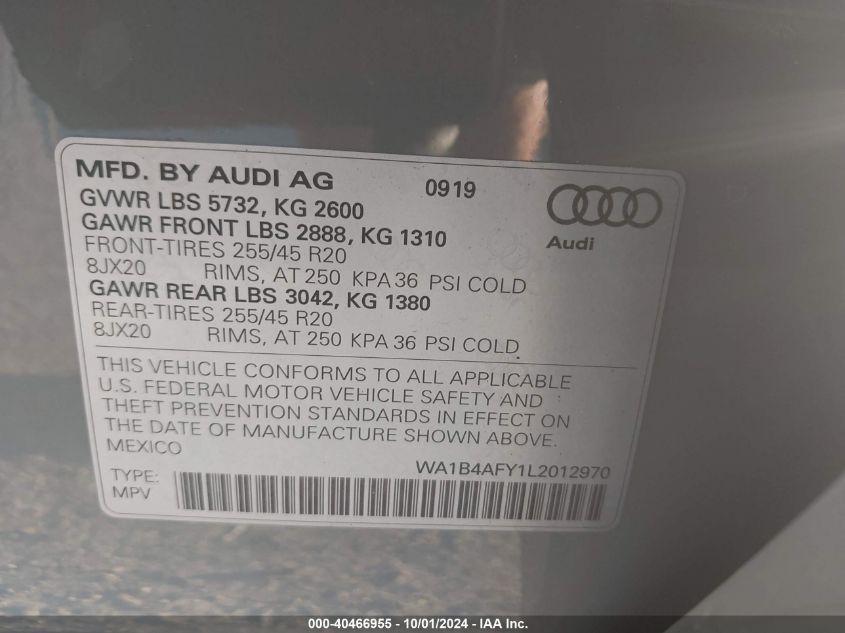 MFD. BY AUDI AG 0919
GVWR LBS 5732, KG 2600
GAWR FRONT LBS 2888, KG 1310
Audi
FRONT-TIRES 255/45 R20
8JX20 RIMS, AT 250 KPA 36 PSI COLD
GAWR REAR LBS 3042, KG 1380
REAR-TIRES 255/45 R20
8JX20 RIMS, AT 250 KPA 36 PSI COLD
THIS VEHICLE CONFORMS TO ALL APPLICABLE
U.S. FEDERAL MOTOR VEHICLE SAFETY AND
THEFT PREVENTION STANDARDS IN EFFECT ON
THE DATE OF MANUFACTURE SHOWN ABOVE.
MEXICO
WA1B4AFY1L2012970
TYPE:
MPV
000-40466955 - 10/01/2024 - IAA Inc.